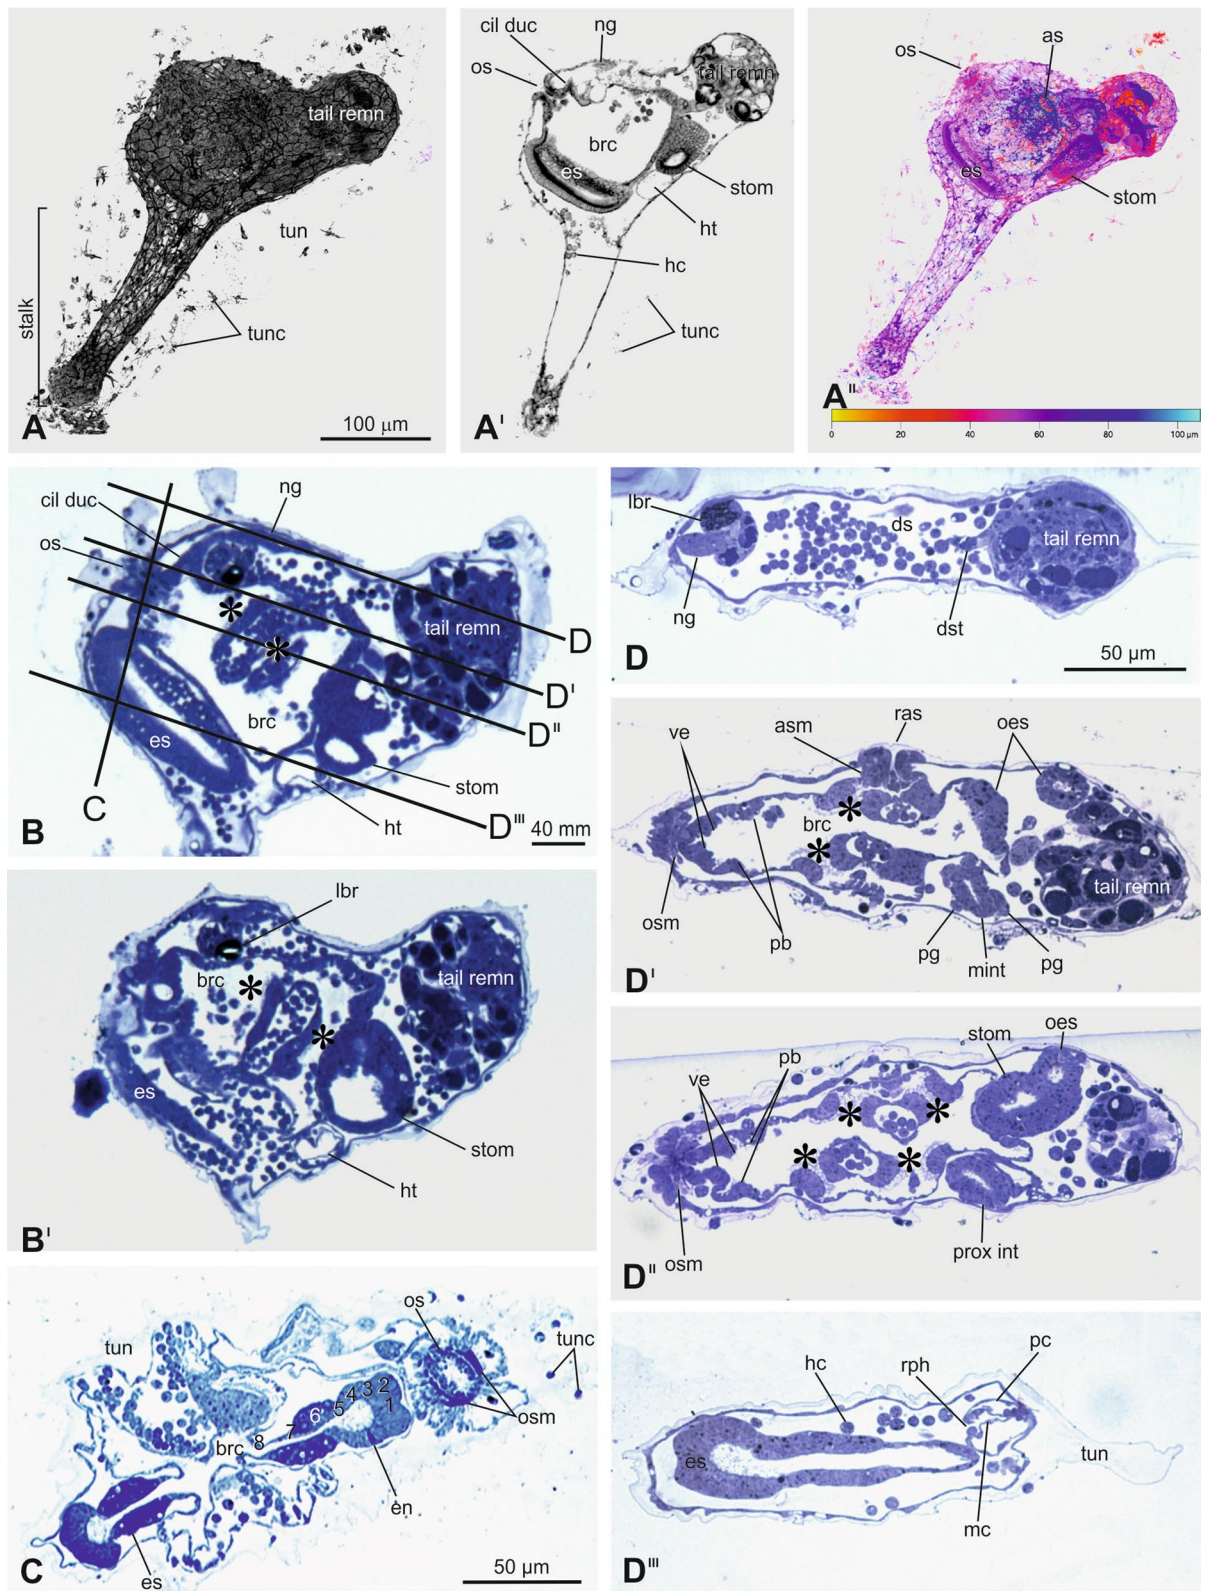 tail remn
tun
stalk
tunc
A
100 µm
cil duc
ng
os
tail remn
brc
es
stom
ht
hc
tunc
A'
os
as
es
stom
A"
0 20 40 60 80 100 µm
cil duc
ng
os
tail remn
D
D'
D"
D'''
brc
es
stom
ht
C
B
40 mm
lbr
brc
tail remn
es
stom
ht
B'
os
tunc
tun
1
2
3
4
5
6
7
8
osm
brc
en
es
C
50 µm
lbr
ds
tail remn
ng
dst
D
50 µm
ve
asm
ras
oes
brc
tail remn
osm
pb
pg
mint
pg
D'
ve
pb
stom
oes
osm
prox int
D"
hc
rph
pc
es
tun
mc
D'''